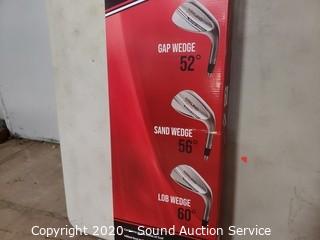 GAP WEDGE
52°
SAND WEDGE
56°
LOB WEDGE
60°
Copyright 2020 - Sound Auction Service